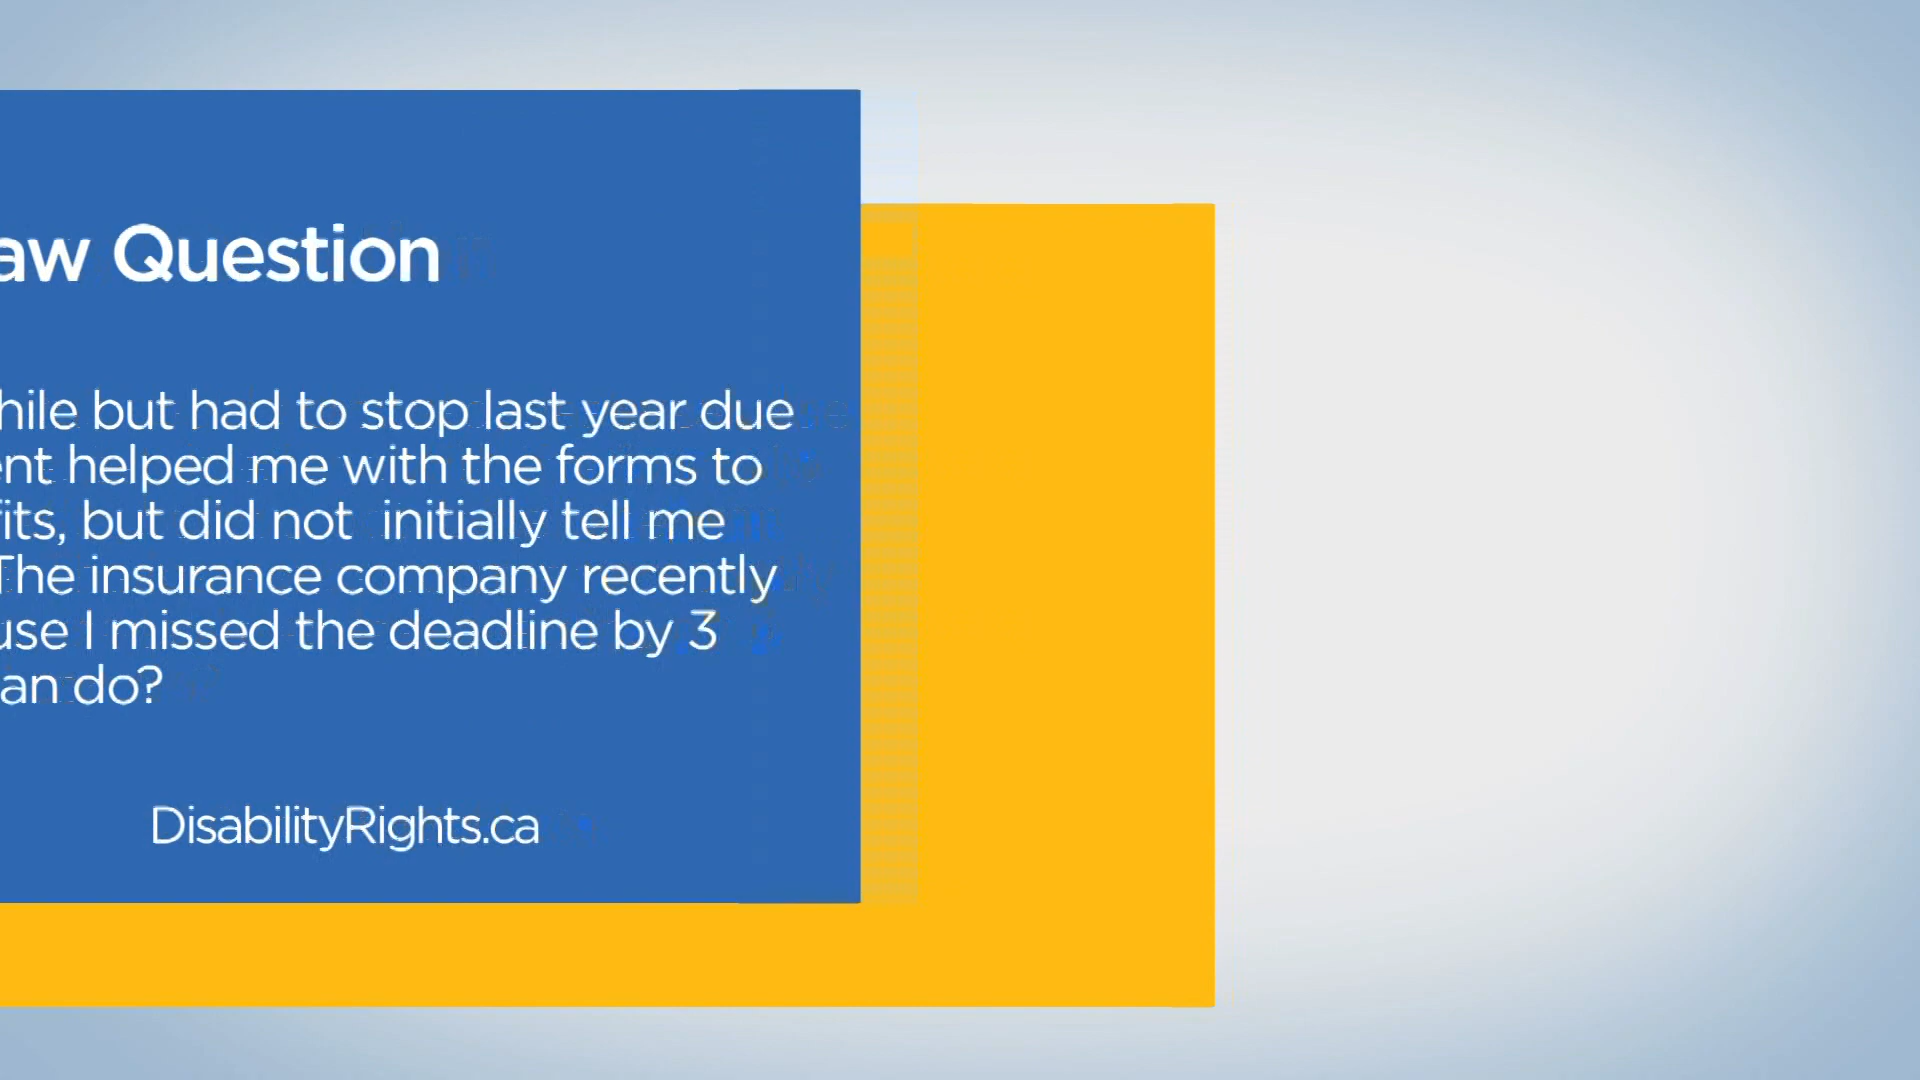 aw Question
hile but had to stop last year due
ent helped me with the forms to
its, but did not initially tell me
The insurance company recently
use I missed the deadline by 3
an do?
DisabilityRights.ca